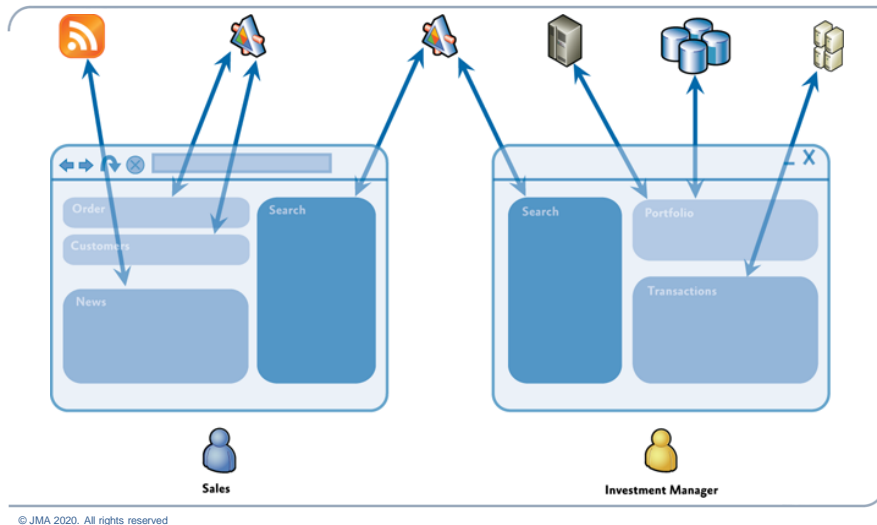 X
Order
Search
Customers
News
Search
Portfolio
Transactions
Sales
Investment Manager
© JMA 2020. All rights reserved